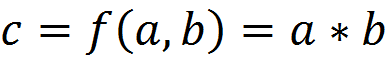 c = f(a, b) = a * b